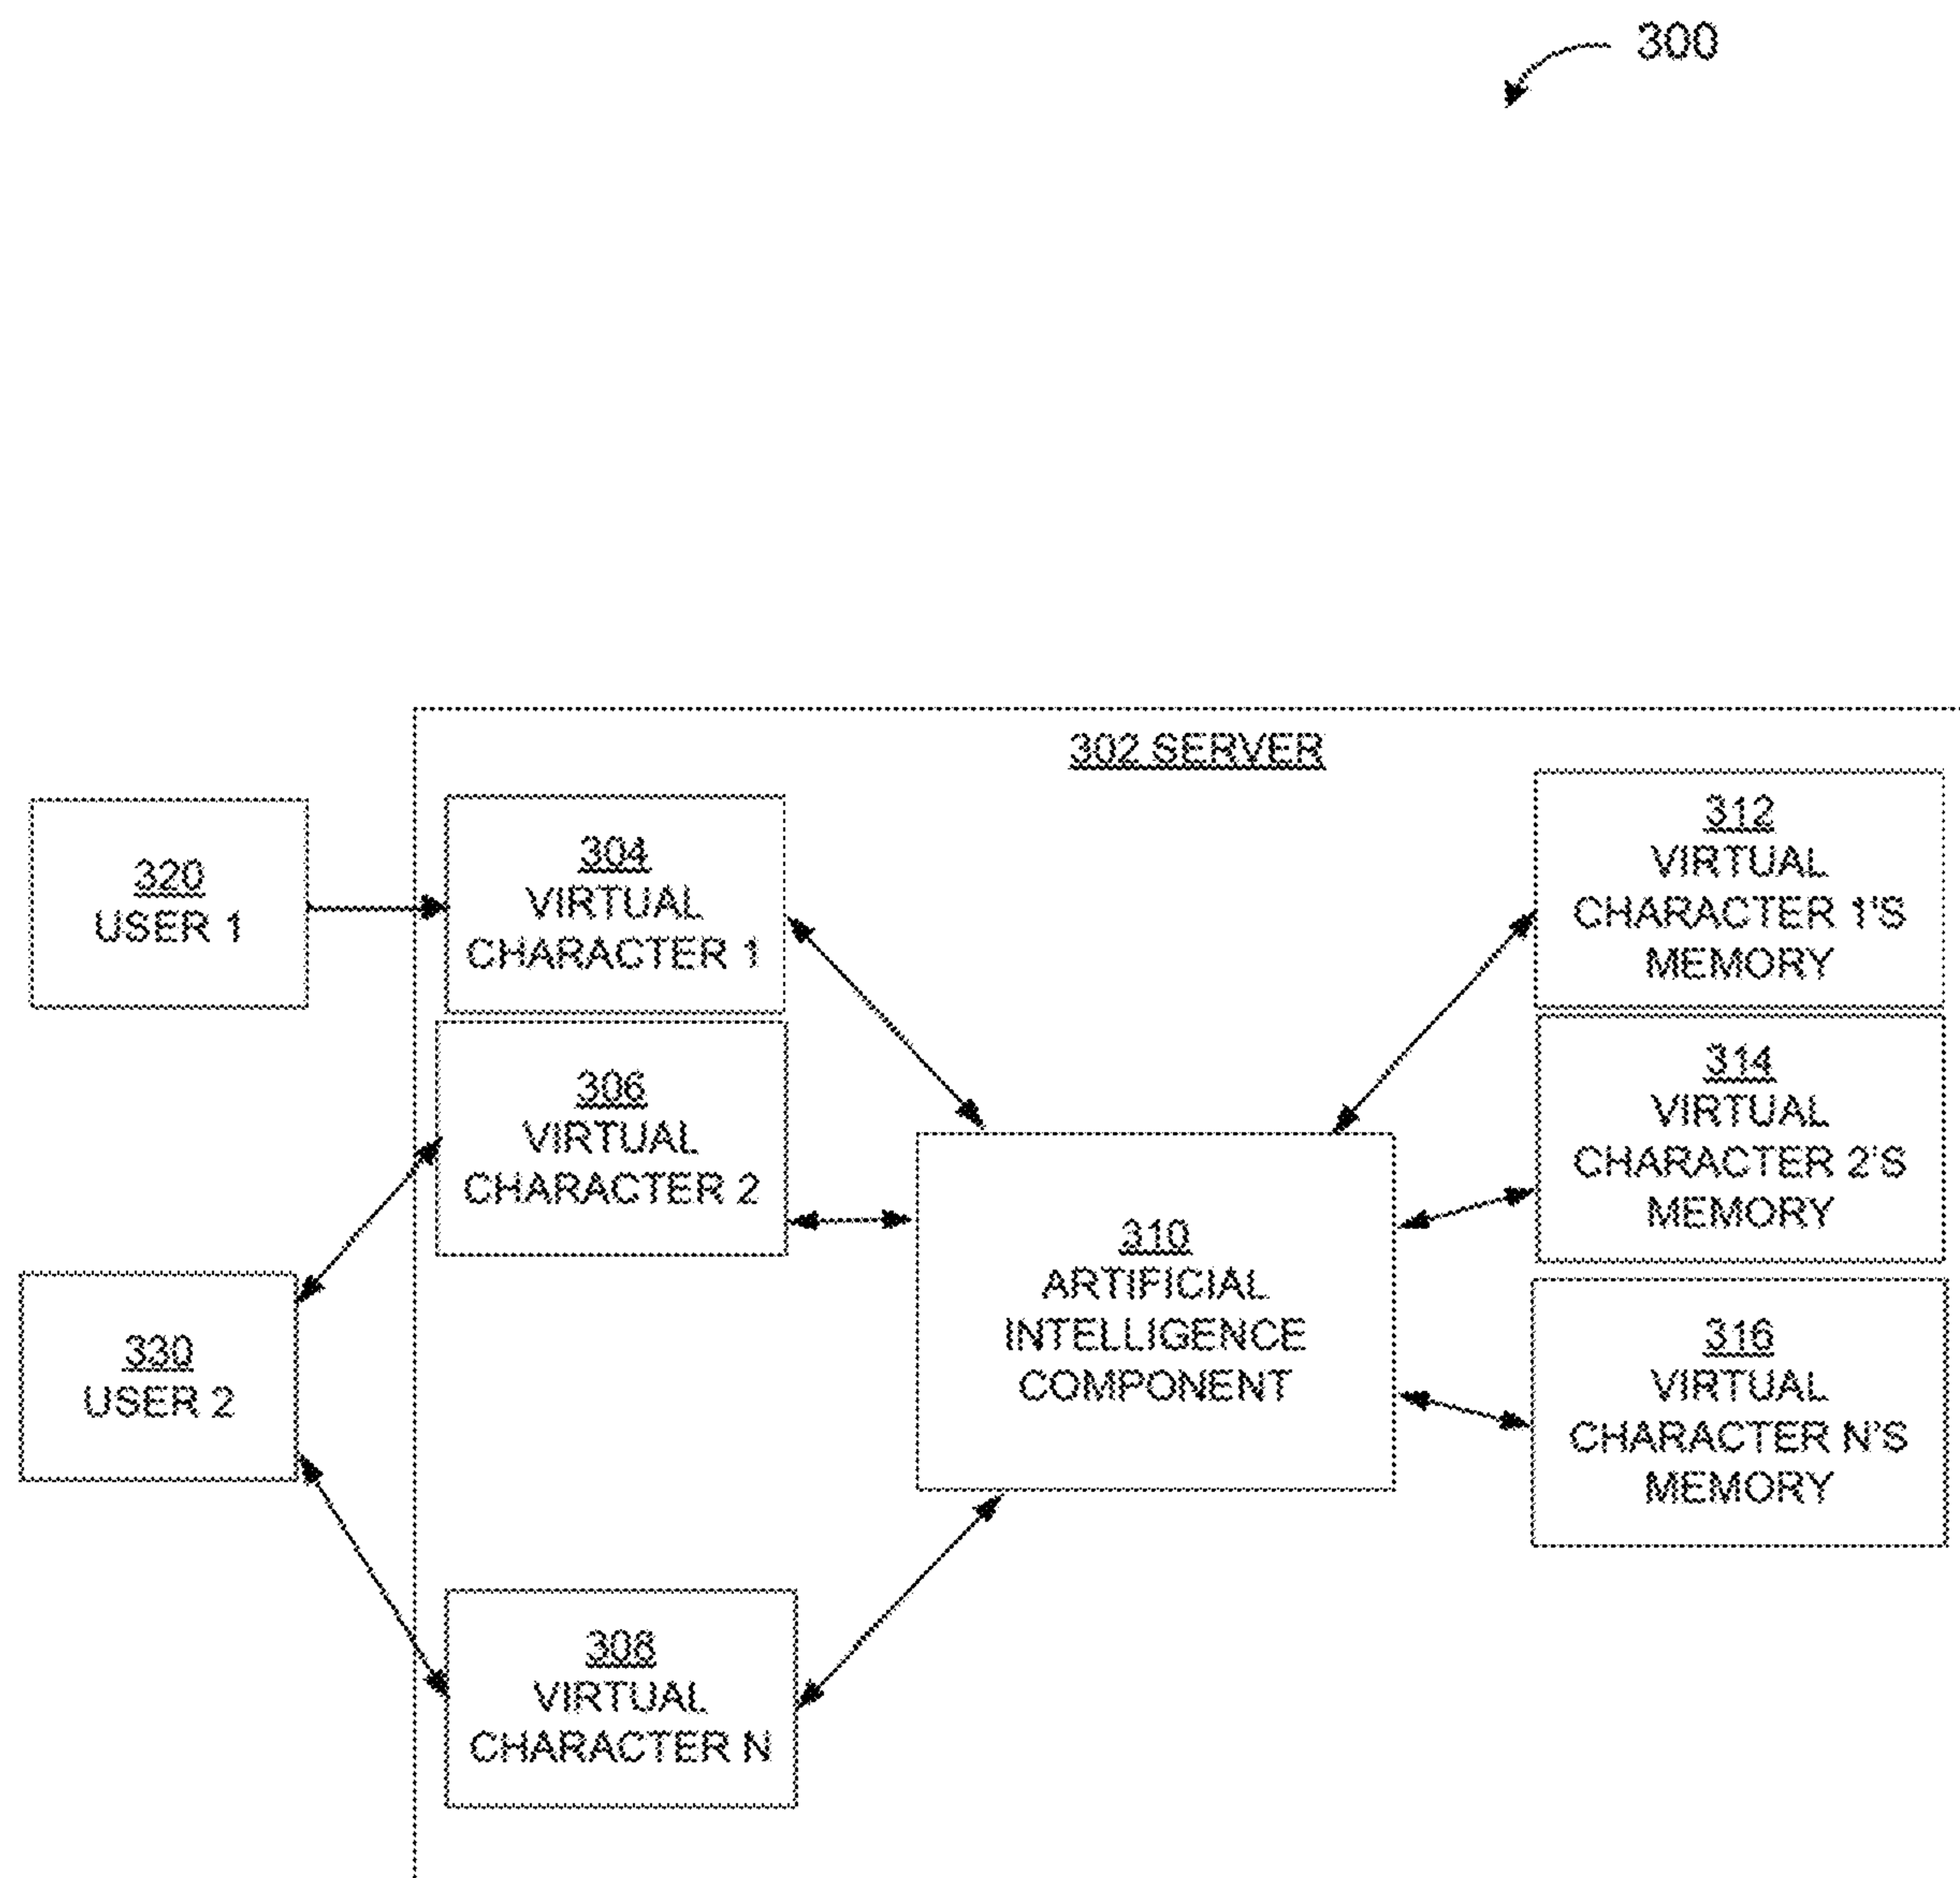 300
302 SERVER
320
USER 1
304
VIRTUAL
CHARACTER 1
312
VIRTUAL
CHARACTER 1'S
MEMORY
306
VIRTUAL
CHARACTER 2
314
VIRTUAL
CHARACTER 2'S
MEMORY
310
ARTIFICIAL
INTELLIGENCE
COMPONENT
330
USER 2
316
VIRTUAL
CHARACTER N'S
MEMORY
308
VIRTUAL
CHARACTER N